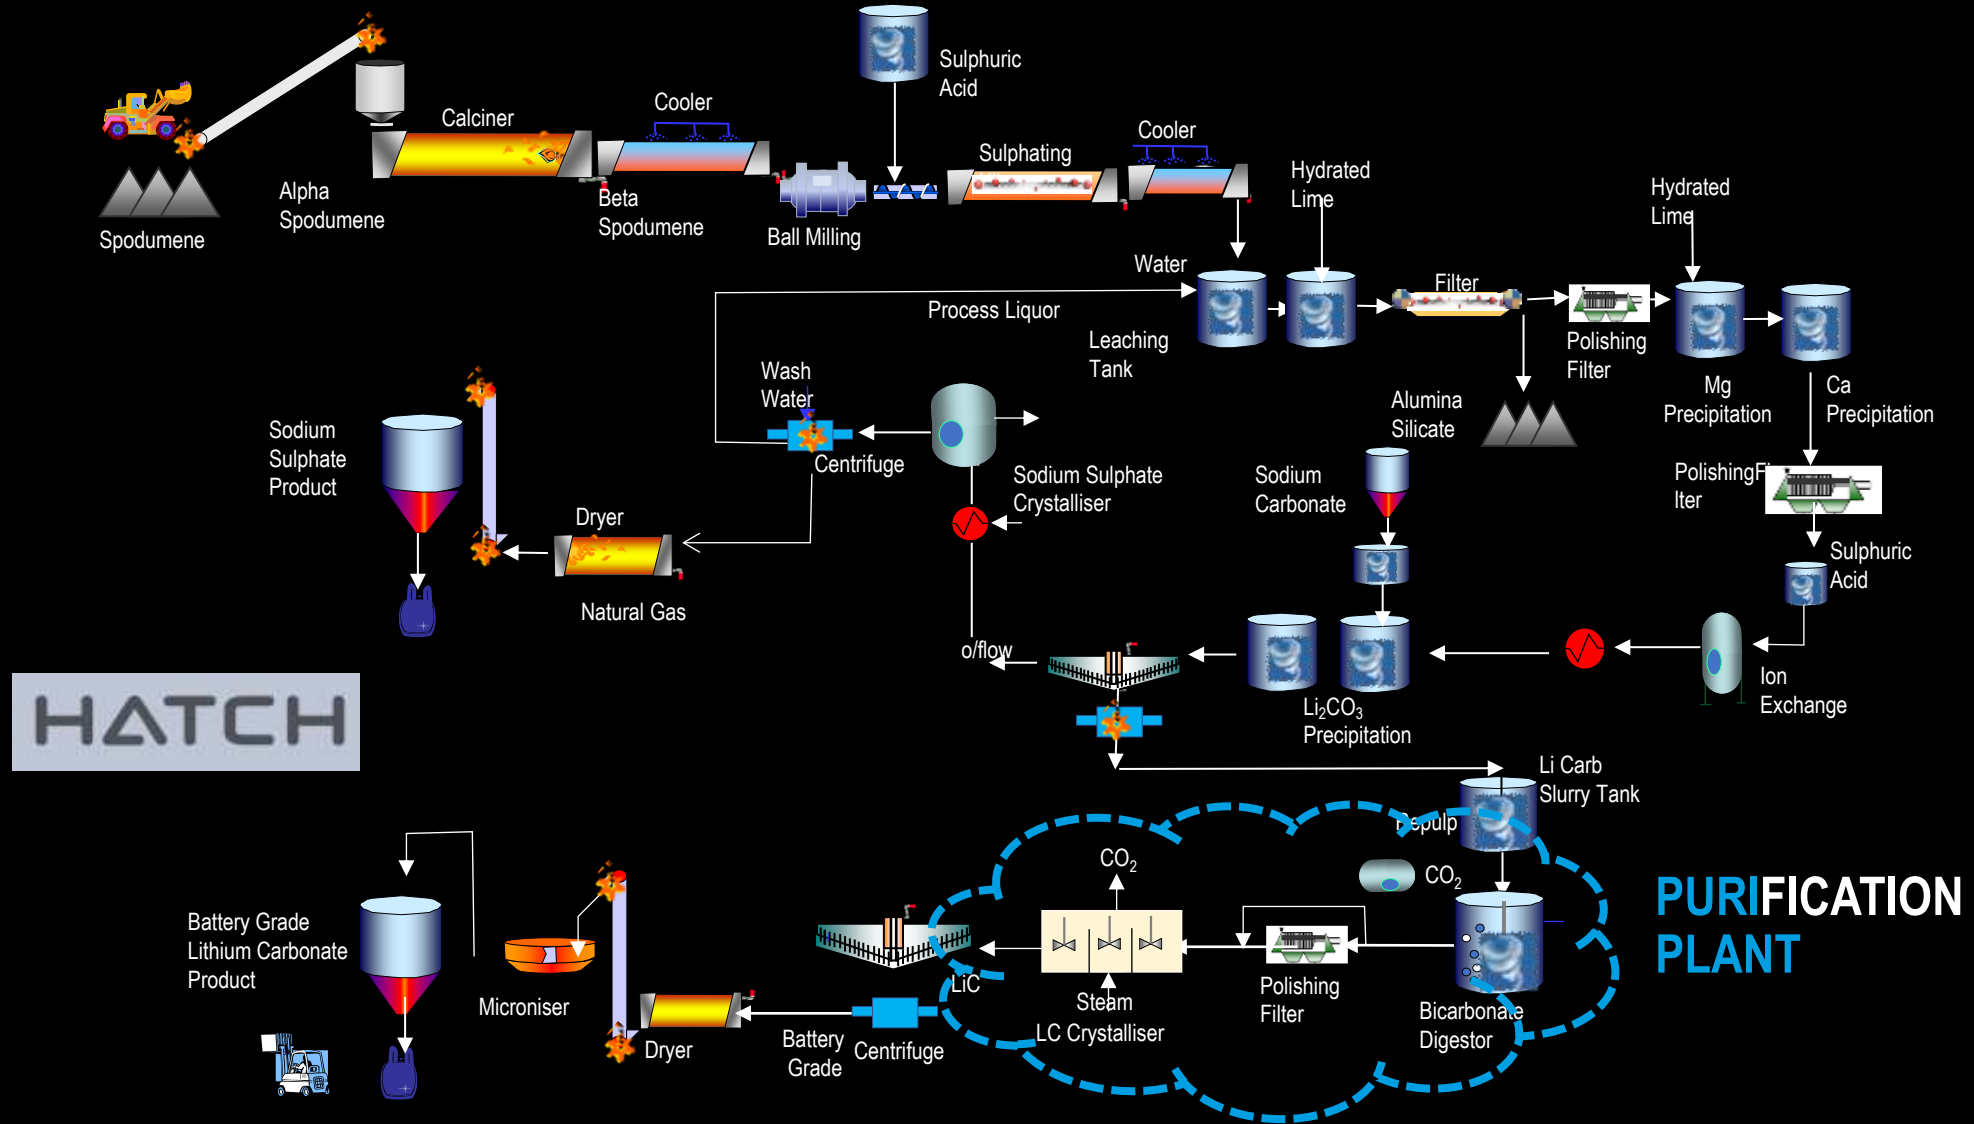 Sulphuric
Acid
Cooler
Calciner
Cooler
Sulphating
Hydrated
Lime
Hydrated
Lime
Alpha
Spodumene
Beta
Spodumene
Spodumene
Ball Milling
Water
Filter
Process Liquor
Leaching
Tank
Polishing
Filter
Wash
Water
Mg
Precipitation
Ca
Precipitation
Alumina
Silicate
Sodium
Sulphate
Product
Centrifuge
Sodium Sulphate
Crystalliser
Sodium
Carbonate
PolishingFi
lter
Dryer
Sulphuric
Acid
Natural Gas
o/flow
Ion
Exchange
Li₂CO₃
Precipitation
HATCH
Li Carb
Slurry Tank
Repulp
CO₂
CO₂
PURIFICATION
PLANT
Battery Grade
Lithium Carbonate
Product
Microniser
LiC
Steam
LC Crystalliser
Polishing
Filter
Bicarbonate
Digestor
Dryer
Battery
Grade
Centrifuge